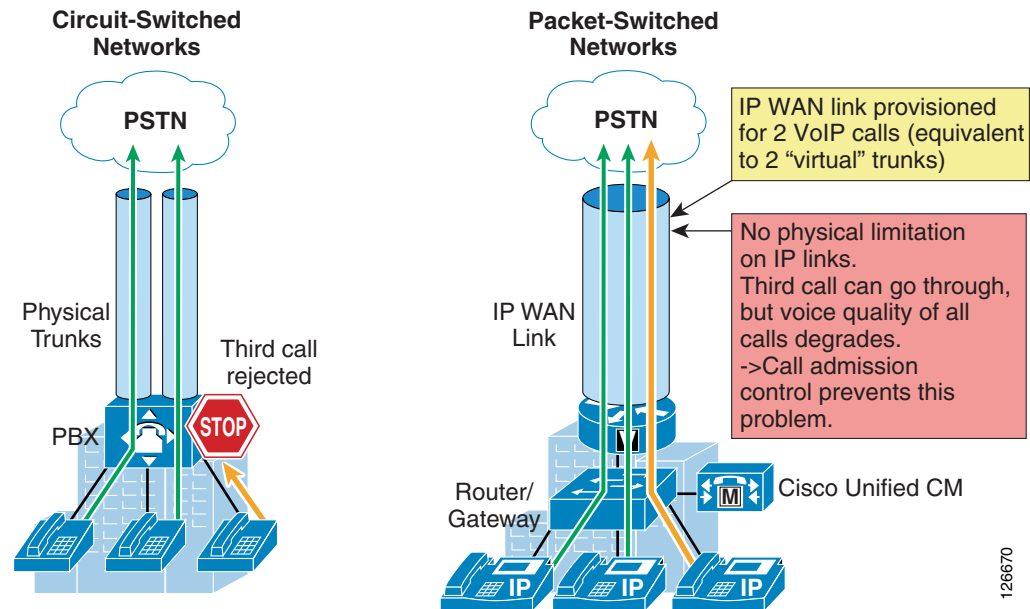 Circuit-Switched
Networks
PSTN
Physical
Trunks
Third call
rejected
STOP
PBX
Packet-Switched
Networks
PSTN
IP WAN link provisioned
for 2 VoIP calls (equivalent
to 2 “virtual” trunks)
No physical limitation
on IP links.
Third call can go through,
but voice quality of all
calls degrades.
->Call admission
control prevents this
problem.
IP WAN
Link
V
Router/
Gateway
M
Cisco Unified CM
IP
IP
IP
126670